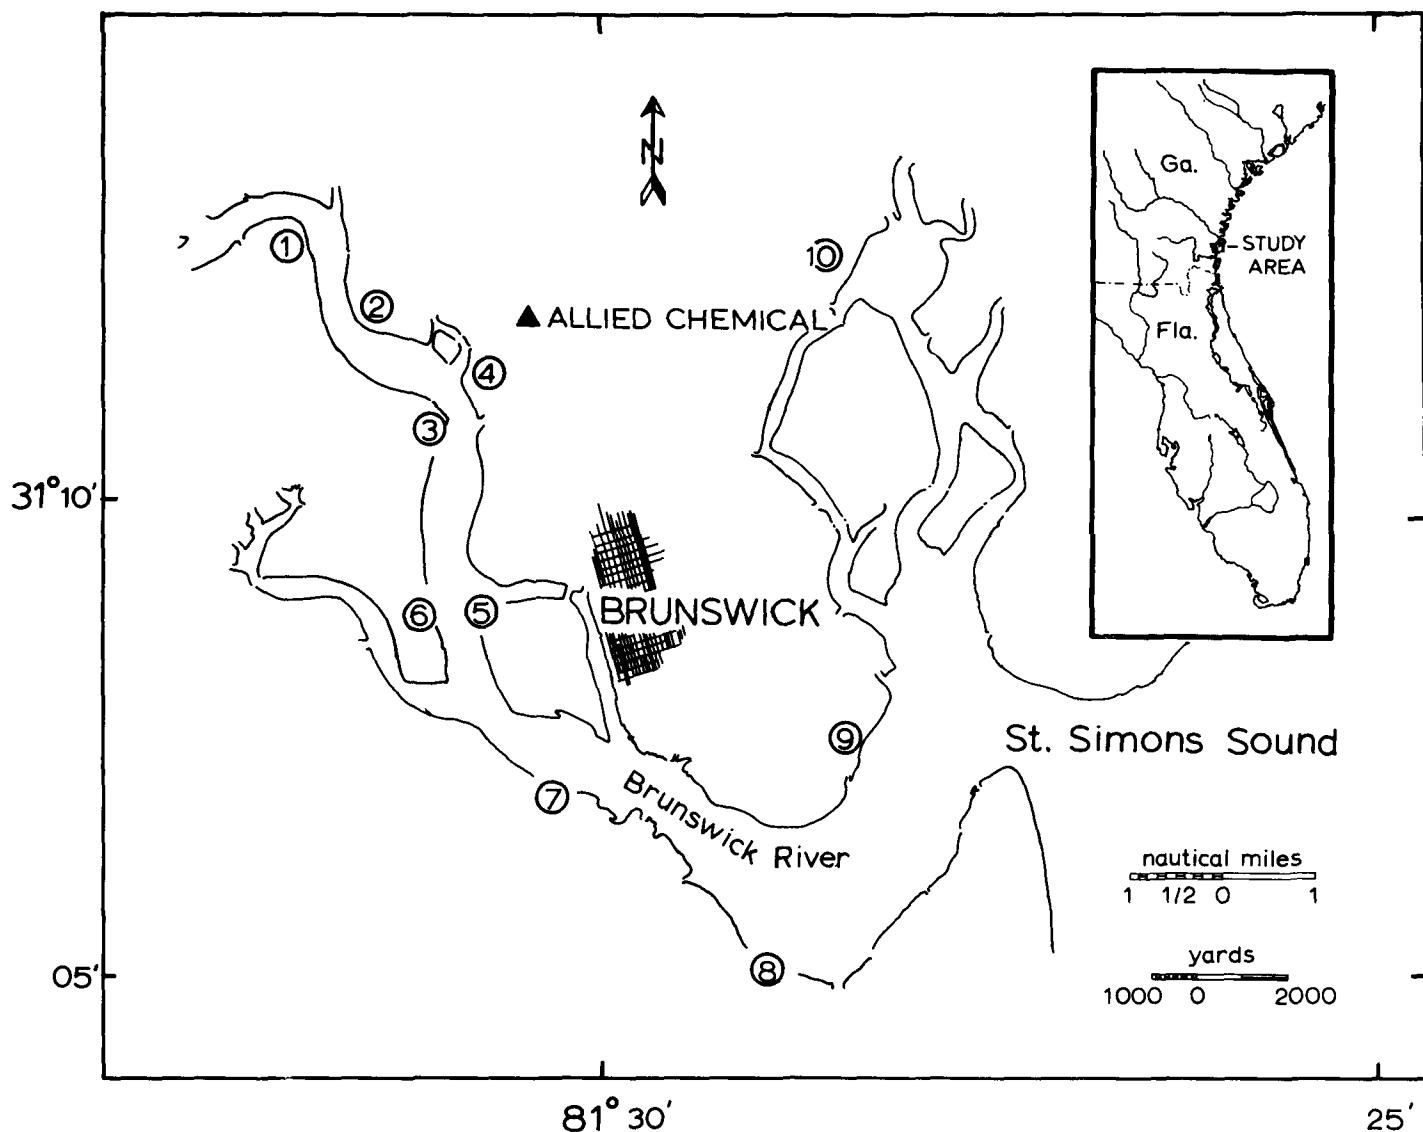 N
Ga.
STUDY
AREA
Fla.
1
2
3
4
5
6
7
8
9
10
▲ ALLIED CHEMICAL
31°10'
BRUNSWICK
St. Simons Sound
Brunswick River
nautical miles
1 1/2 0 1
yards
1000 0 2000
05'
81°30'
25'